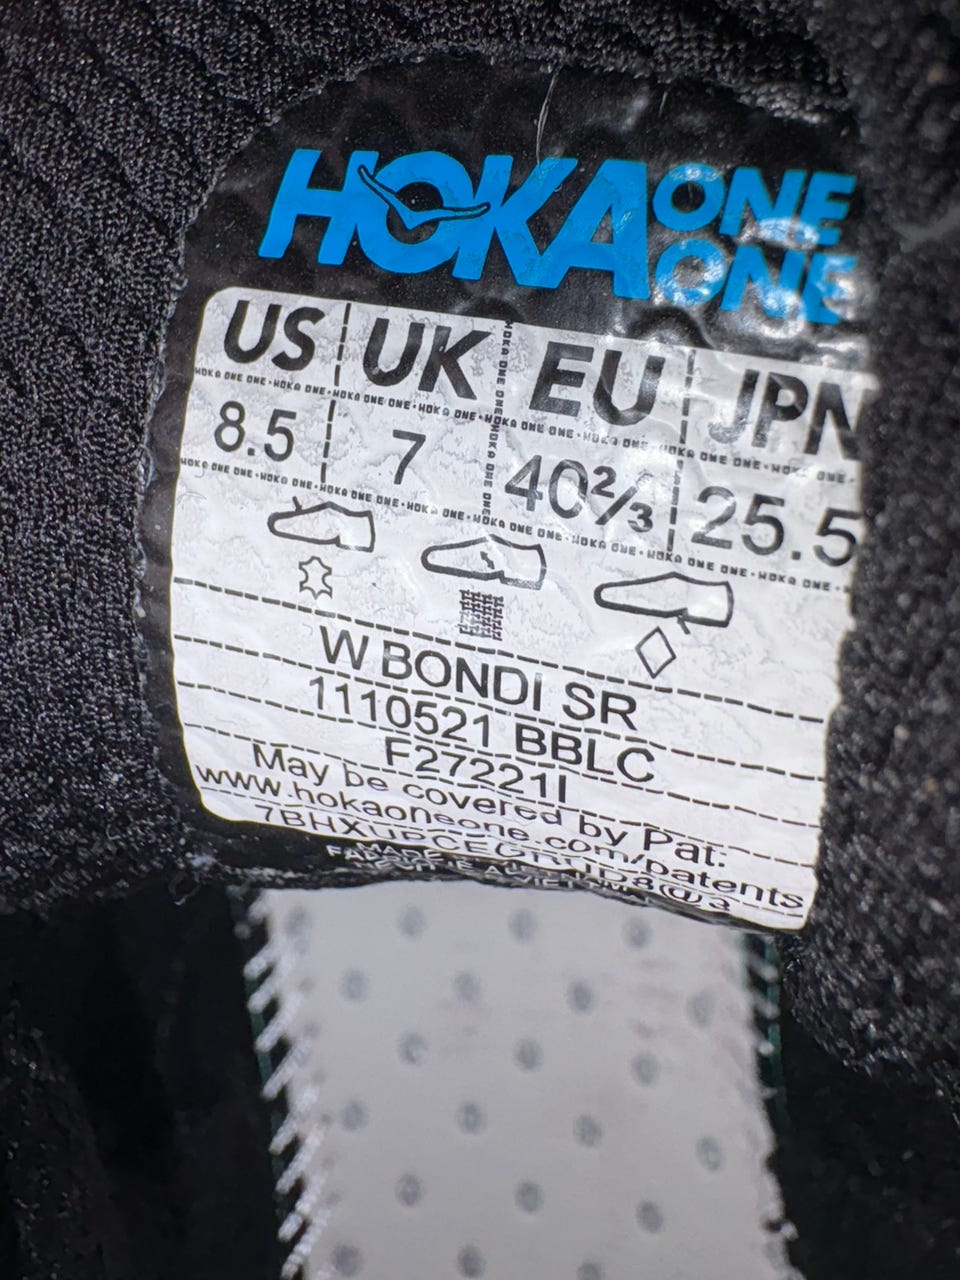 HOKA ONE ONE
US UK EU JPN
8.5 7 40⅔ 25.5
W BONDI SR
1110521 BBLC
F27221I
May be covered by Pat.
www.hokaoneone.com/patents
MADE